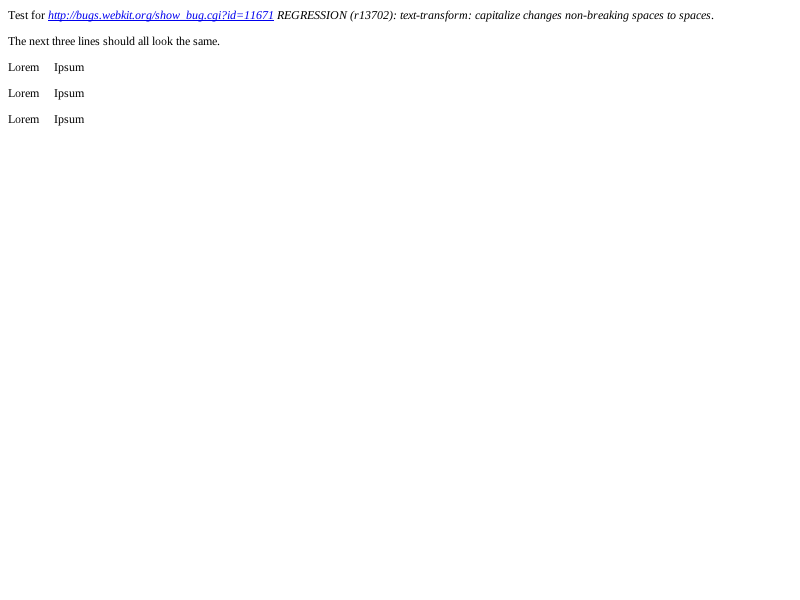 Test for http://bugs.webkit.org/show_bug.cgi?id=11671 REGRESSION (r13702): text-transform: capitalize changes non-breaking spaces to spaces.
The next three lines should all look the same.
Lorem     Ipsum
Lorem     Ipsum
Lorem     Ipsum